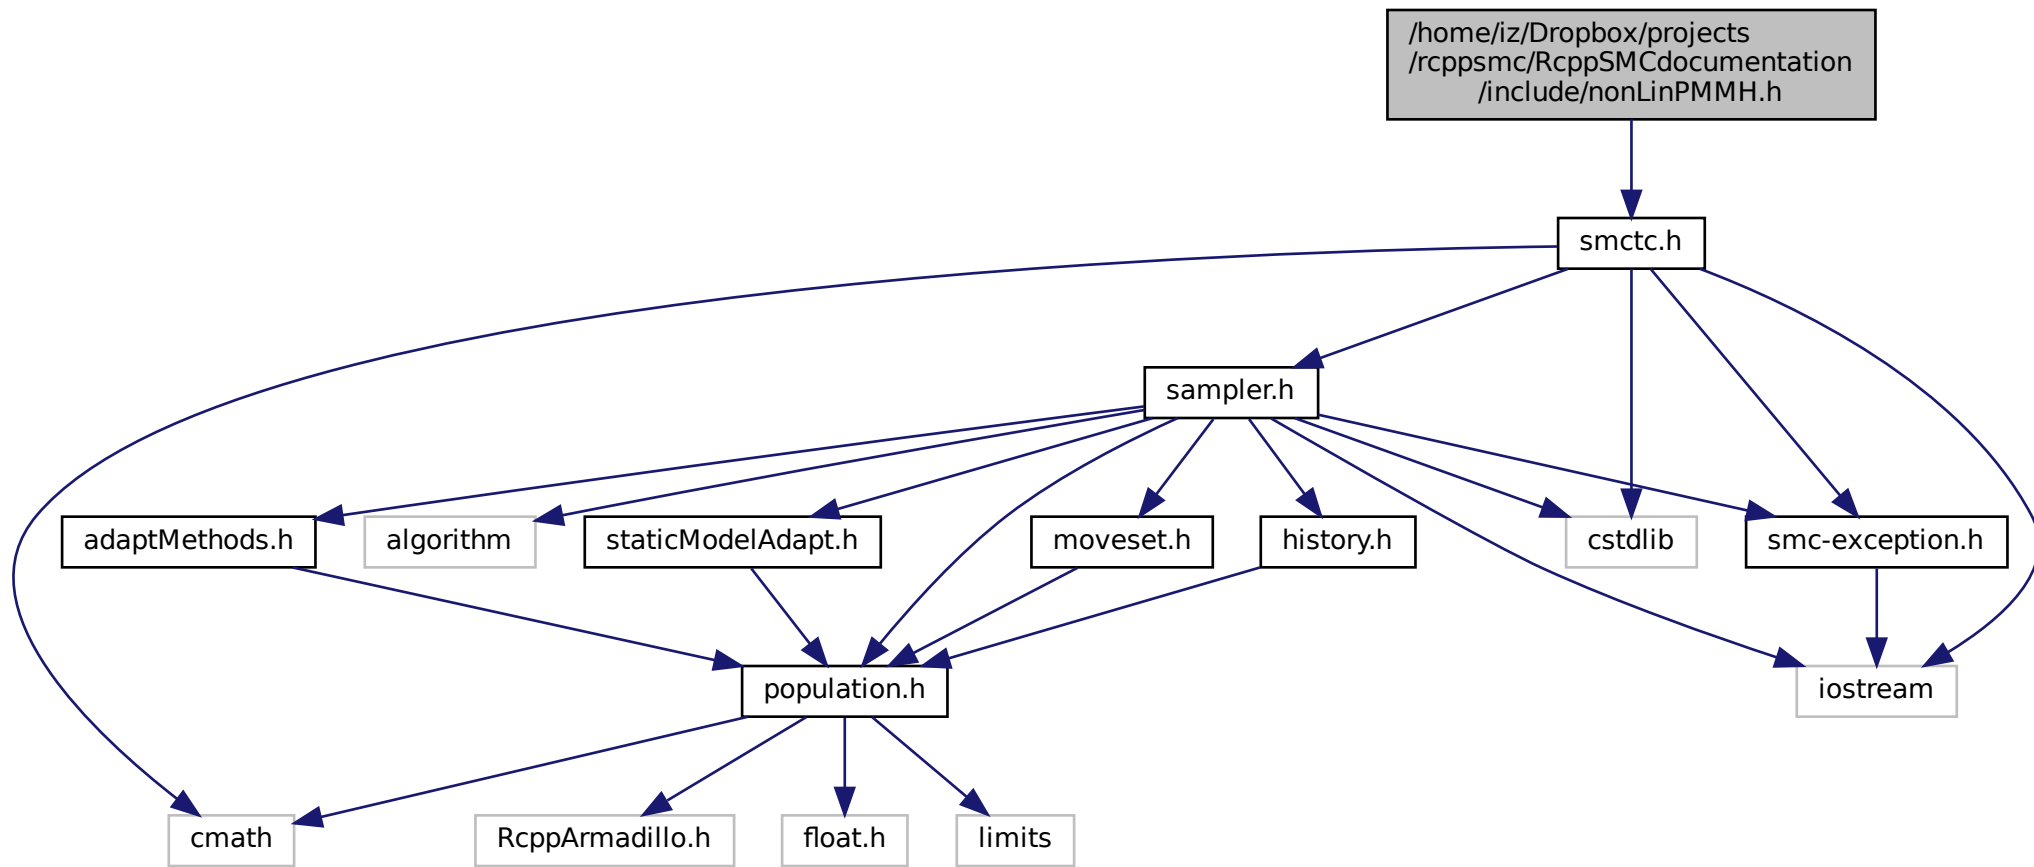 /home/iz/Dropbox/projects
/rcppsmc/RcppSMCdocumentation
/include/nonLinPMMH.h
smctc.h
sampler.h
adaptMethods.h
algorithm
staticModelAdapt.h
moveset.h
history.h
cstdlib
smc-exception.h
population.h
iostream
cmath
RcppArmadillo.h
float.h
limits